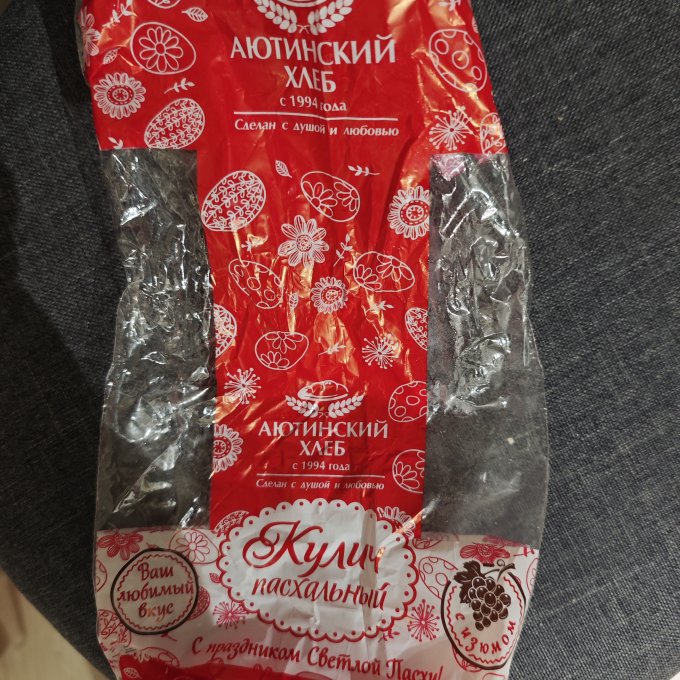 АЮТИНСКИЙ
ХЛЕБ
с 1994 года
Сделан с душой и любовью
АЮТИНСКИЙ
ХЛЕБ
с 1994 года
Сделан с душой и любовью
Кулич
пасхальный
Ваш
любимый
вкус
с изюмом
С праздником Светлой Пасхи!